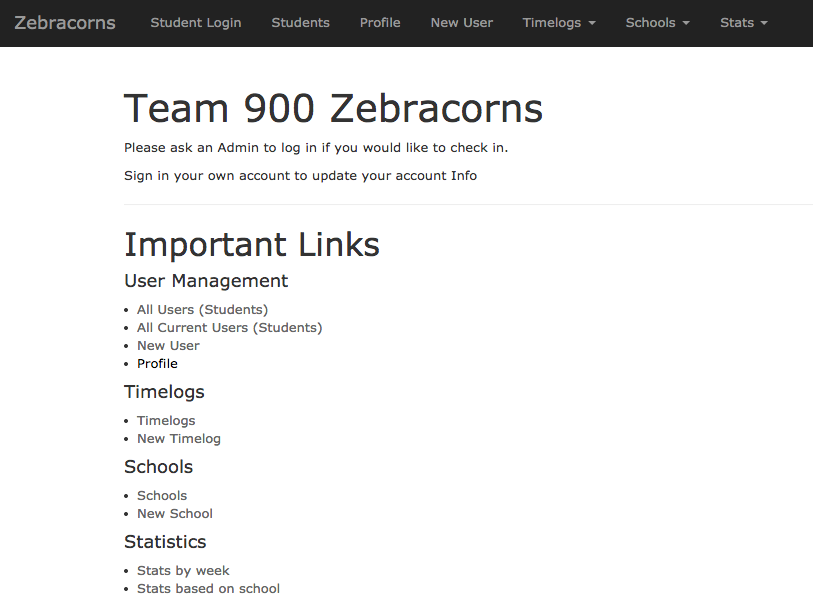 Zebracorns Student Login Students Profile New User Timelogs Schools Stats
Team 900 Zebracorns
Please ask an Admin to log in if you would like to check in.
Sign in your own account to update your account Info
Important Links
User Management
All Users (Students)
All Current Users (Students)
New User
Profile
Timelogs
Timelogs
New Timelog
Schools
Schools
New School
Statistics
Stats by week
Stats based on school